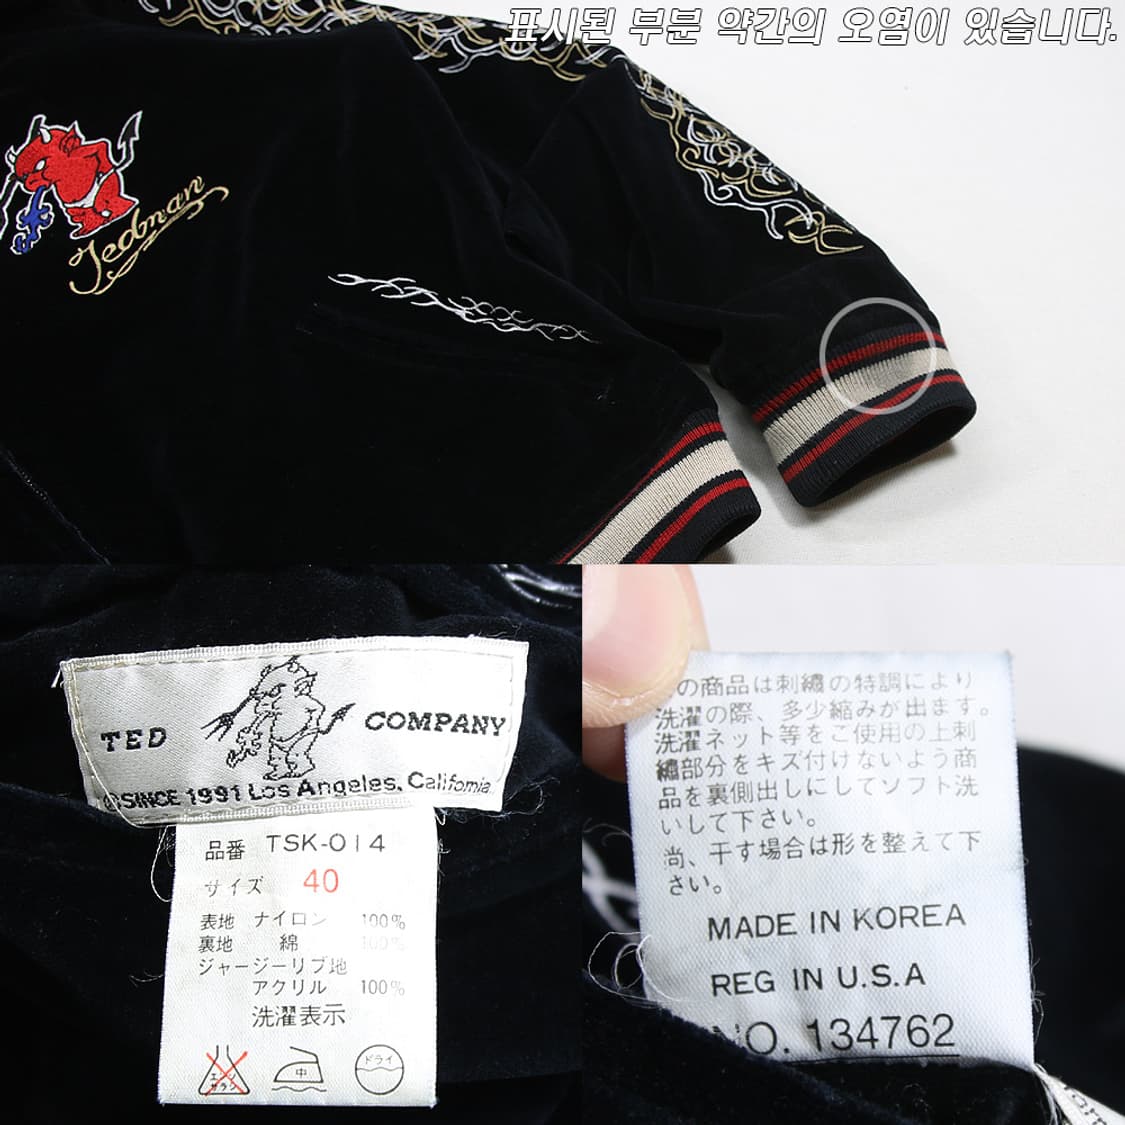 표시된 부분 약간의 오염이 있습니다.
Tedman
TED
COMPANY
SINCE 1991 Los Angeles, California
品番 TSK-014
サイズ 40
表地 ナイロン 100%
裏地 綿 100%
ジャージーリブ地
アクリル 100%
洗濯表示
エンソ サラシ
中
ドライ
の商品は刺繍の特調により
洗濯の際、多少縮みが出ます。
洗濯ネット等をご使用の上刺
繍部分をキズ付けないよう商
品を裏側出しにしてソフト洗
いして下さい。
尚、干す場合は形を整えて下
さい。
MADE IN KOREA
REG IN U.S.A
NO. 134762